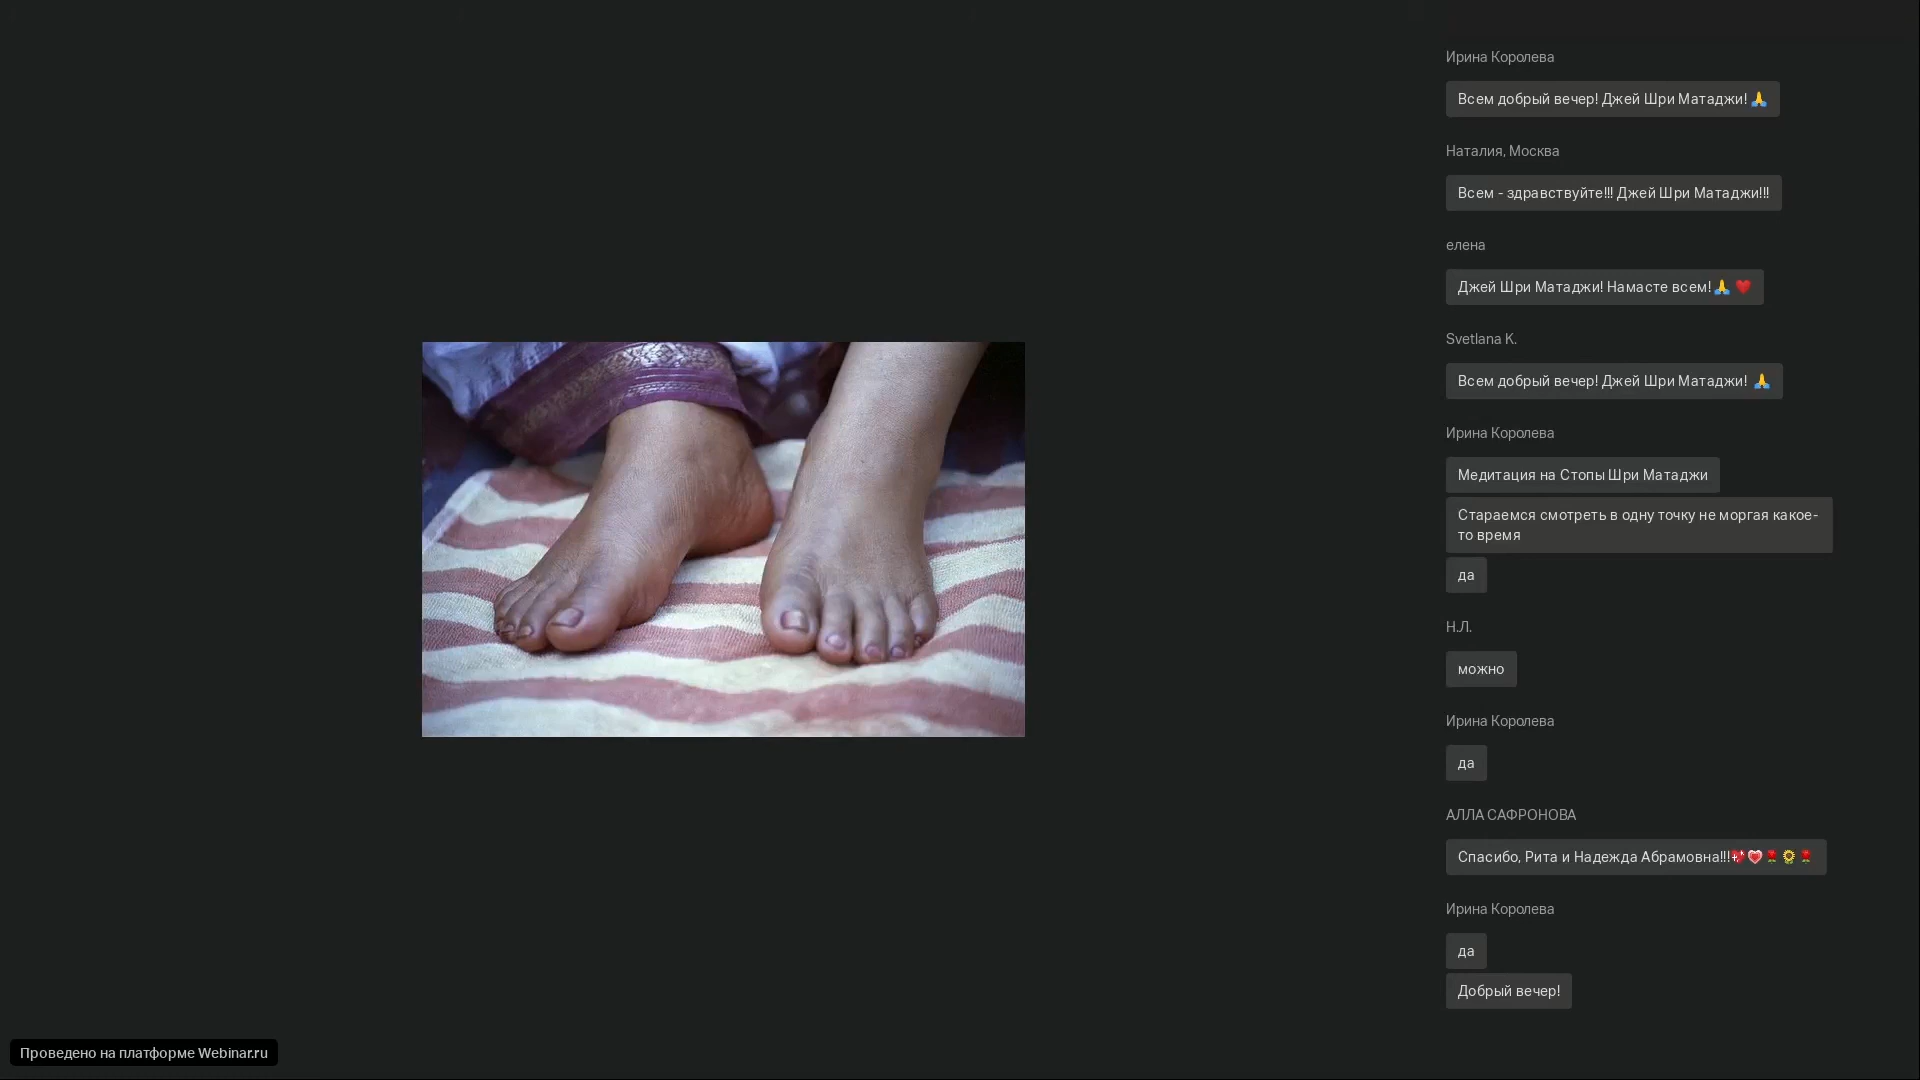 Ирина Королева
Всем добрый вечер! Джей Шри Матаджи! 🙏
Наталия, Москва
Всем - здравствуйте!!! Джей Шри Матаджи!!!
елена
Джей Шри Матаджи! Намасте всем!🙏 ❤️
Svetlana K.
Всем добрый вечер! Джей Шри Матаджи! 🙏
Ирина Королева
Медитация на Стопы Шри Матаджи
Стараемся смотреть в одну точку не моргая какое-
то время
да
Н.Л.
можно
Ирина Королева
да
АЛЛА САФРОНОВА
Спасибо, Рита и Надежда Абрамовна!!!💖💗🌹🌻🌹
Ирина Королева
да
Добрый вечер!
Проведено на платформе Webinar.ru